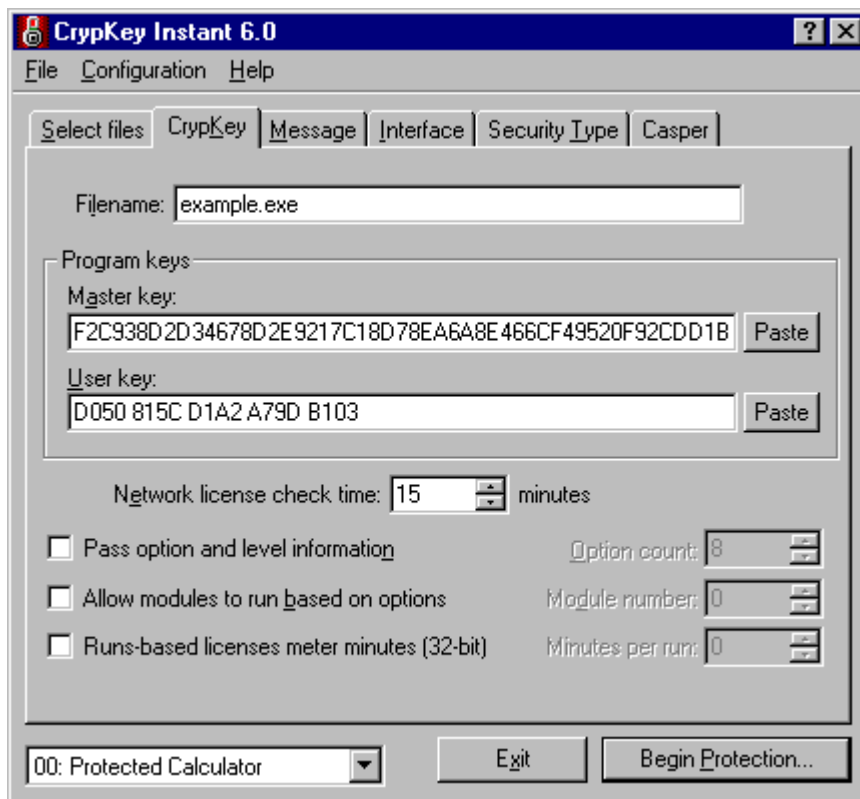 CrypKey Instant 6.0
File Configuration Help
Select files CrypKey Message Interface Security Type Casper
Filename: example.exe
Program keys
Master key:
F2C938D2D34678D2E9217C18D78EA6A8E466CF49520F92CDD1B Paste
User key:
D050 815C D1A2 A79D B103 Paste
Network license check time: 15 minutes
Pass option and level information Option count: 8
Allow modules to run based on options Module number: 0
Runs-based licenses meter minutes (32-bit) Minutes per run: 0
00: Protected Calculator Exit Begin Protection...